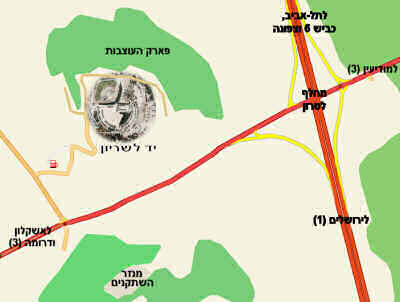 לתל-אביב,
כביש 6 וצפונה
פארק העוצבות
למודיעין (3)
מחלף
לטרון
יד לשריון
לירושלים (1)
לאשקלון
ודרומה (3)
מנזר
השתקנים